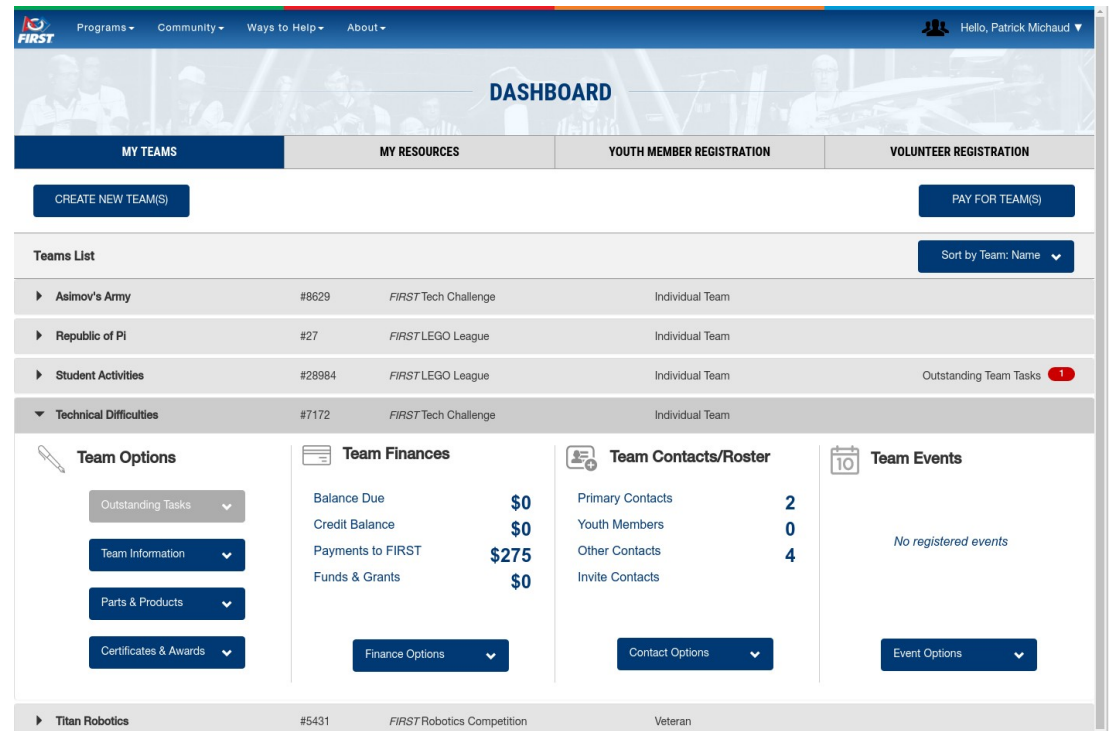 FIRST Programs Community Ways to Help About Hello, Patrick Michaud ▼
DASHBOARD
MY TEAMS MY RESOURCES YOUTH MEMBER REGISTRATION VOLUNTEER REGISTRATION
CREATE NEW TEAM(S) PAY FOR TEAM(S)
Teams List Sort by Team: Name
Asimov's Army #8629 FIRST Tech Challenge Individual Team
Republic of Pi #27 FIRST LEGO League Individual Team
Student Activities #28984 FIRST LEGO League Individual Team Outstanding Team Tasks 1
Technical Difficulties #7172 FIRST Tech Challenge Individual Team
Team Options
Outstanding Tasks
Team Information
Parts & Products
Certificates & Awards
Team Finances
Balance Due $0
Credit Balance $0
Payments to FIRST $275
Funds & Grants $0
Finance Options
Team Contacts/Roster
Primary Contacts 2
Youth Members 0
Other Contacts 4
Invite Contacts
Contact Options
10 Team Events
No registered events
Event Options
Titan Robotics #5431 FIRST Robotics Competition Veteran